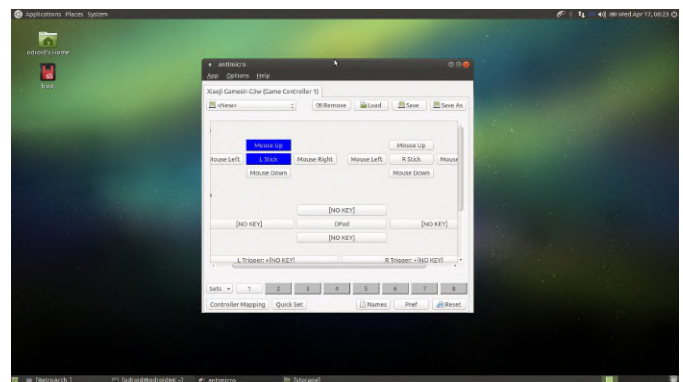 Applications Places System
Wed Apr 17, 08:23
odroid's Home
boot
antimicro
App Options Help
Xiaoji Gamesir-G3w (Game Controller 1)
<New> Remove Load Save Save As
Mouse Up Mouse Up
Mouse Left L Stick Mouse Right Mouse Left R Stick Mouse
Mouse Down Mouse Down
[NO KEY]
[NO KEY] DPad [NO KEY]
[NO KEY]
L Trigger: +[NO KEY] R Trigger: +[NO KEY]
Sets 1 2 3 4 5 6 7 8
Controller Mapping Quick Set Names Pref Reset
antimicro